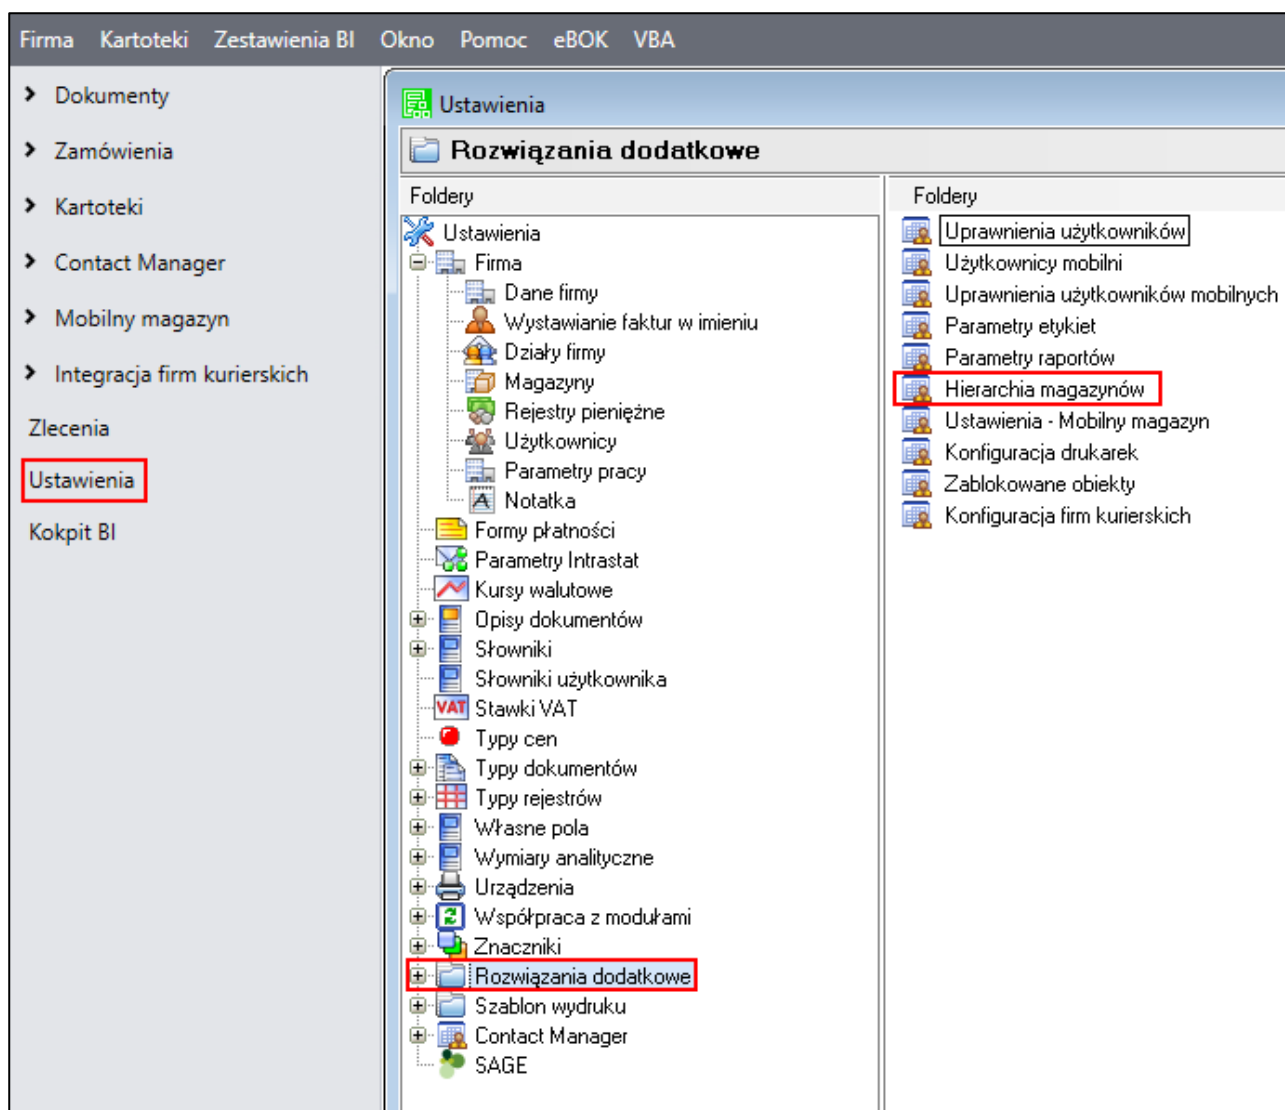 Firma Kartoteki Zestawienia BI Okno Pomoc eBOK VBA
Dokumenty
Zamówienia
Kartoteki
Contact Manager
Mobilny magazyn
Integracja firm kurierskich
Zlecenia
Ustawienia
Kokpit BI
Ustawienia
Rozwiązania dodatkowe
Foldery
Ustawienia
Firma
Dane firmy
Wystawianie faktur w imieniu
Działy firmy
Magazyny
Rejestry pieniężne
Użytkownicy
Parametry pracy
Notatka
Formy płatności
Parametry Intrastat
Kursy walutowe
Opisy dokumentów
Słowniki
Słowniki użytkownika
VAT Stawki VAT
Typy cen
Typy dokumentów
Typy rejestrów
Własne pola
Wymiary analityczne
Urządzenia
Współpraca z modułami
Znaczniki
Rozwiązania dodatkowe
Szablon wydruku
Contact Manager
SAGE
Foldery
Uprawnienia użytkowników
Użytkownicy mobilni
Uprawnienia użytkowników mobilnych
Parametry etykiet
Parametry raportów
Hierarchia magazynów
Ustawienia - Mobilny magazyn
Konfiguracja drukarek
Zablokowane obiekty
Konfiguracja firm kurierskich